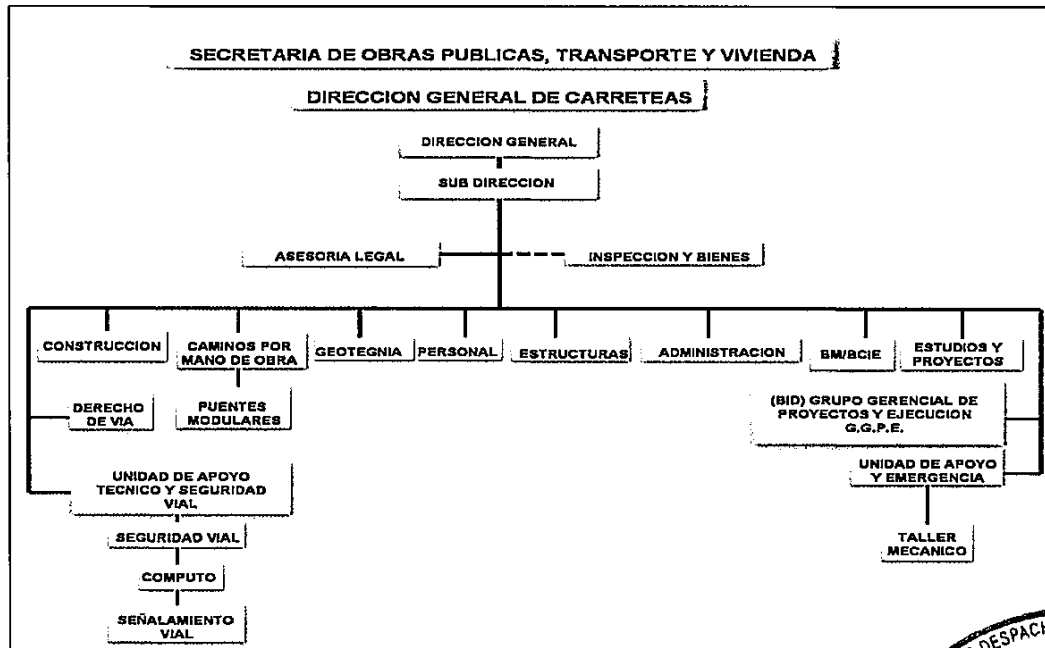 SECRETARIA DE OBRAS PUBLICAS, TRANSPORTE Y VIVIENDA
DIRECCION GENERAL DE CARRETEAS
DIRECCION GENERAL
SUB DIRECCION
ASESORIA LEGAL
INSPECCION Y BIENES
CONSTRUCCION
CAMINOS POR
MANO DE OBRA
GEOTEGNIA
PERSONAL
ESTRUCTURAS
ADMINISTRACION
BM/BCIE
ESTUDIOS Y
PROYECTOS
DERECHO
DE VIA
PUENTES
MODULARES
(BID) GRUPO GERENCIAL DE
PROYECTOS Y EJECUCION
G.G.P.E.
UNIDAD DE APOYO
TECNICO Y SEGURIDAD
VIAL
UNIDAD DE APOYO
Y EMERGENCIA
SEGURIDAD VIAL
TALLER
MECANICO
COMPUTO
SEÑALAMIENTO
VIAL